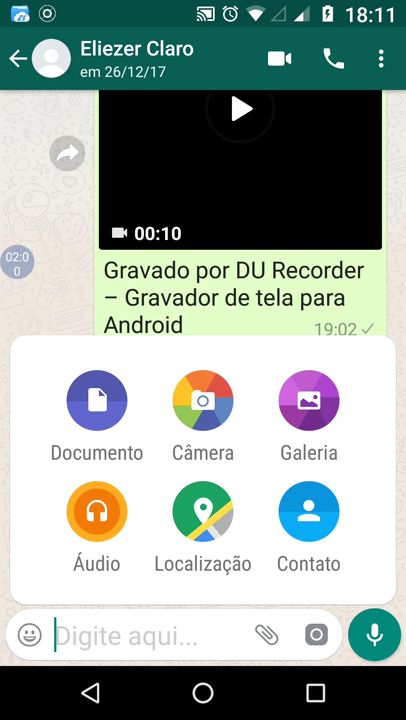 18:11
Eliezer Claro
em 26/12/17
00:10
02:0
0
Gravado por DU Recorder
– Gravador de tela para
Android
19:02
Documento
Câmera
Galeria
Áudio
Localização
Contato
Digite aqui...